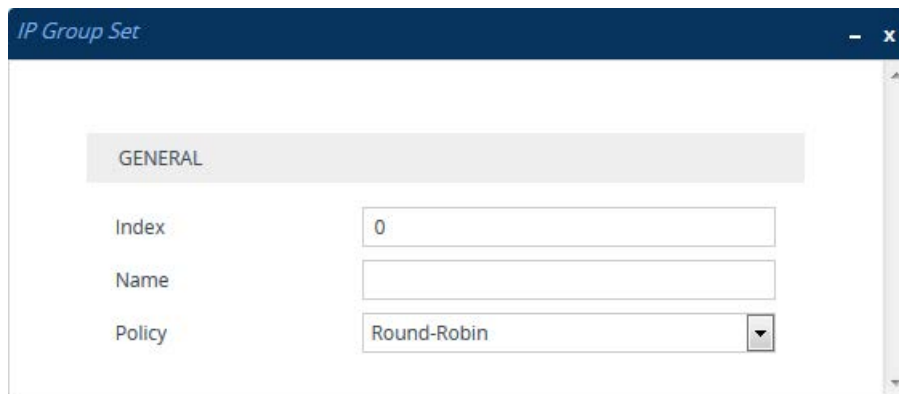 IP Group Set
– x
GENERAL
Index 0
Name
Policy Round-Robin